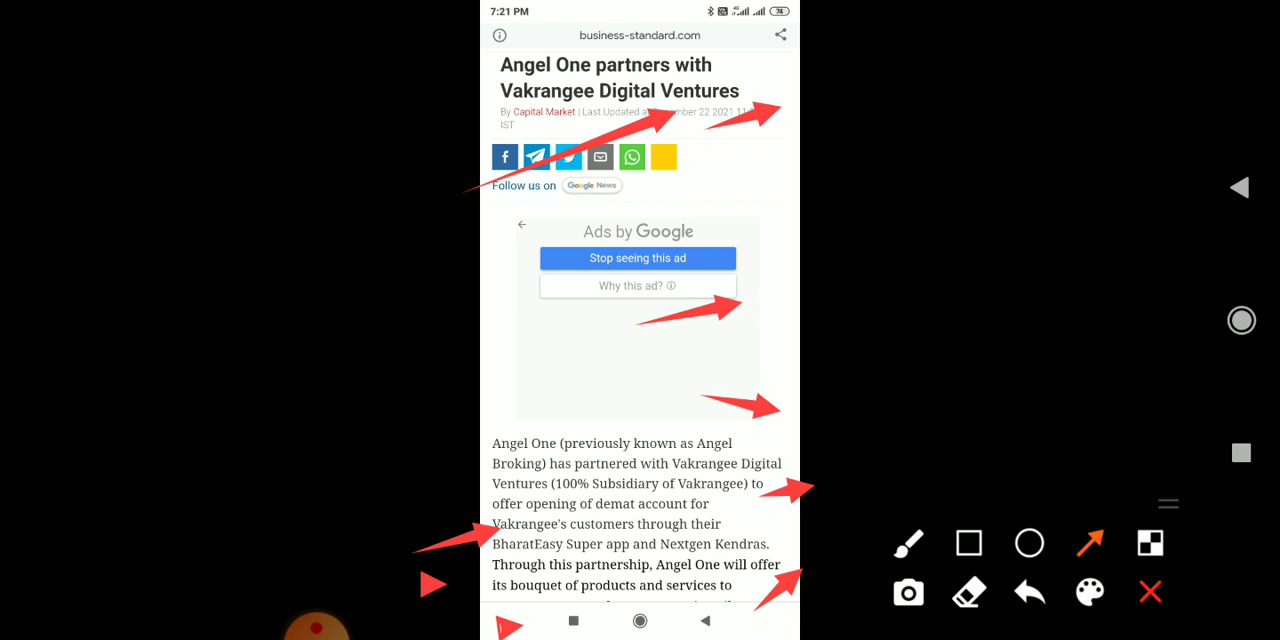 7:21 PM
4G
74
business-standard.com
Angel One partners with
Vakrangee Digital Ventures
By Capital Market | Last Updated 22 2021
IST
Follow us on Google News
Ads by Google
Stop seeing this ad
Why this ad?
Angel One (previously known as Angel
Broking) has partnered with Vakrangee Digital
Ventures (100% Subsidiary of Vakrangee) to
offer opening of demat account for
Vakrangee's customers through their
BharatEasy Super app and Nextgen Kendras.
Through this partnership, Angel One will offer
its bouquet of products and services to